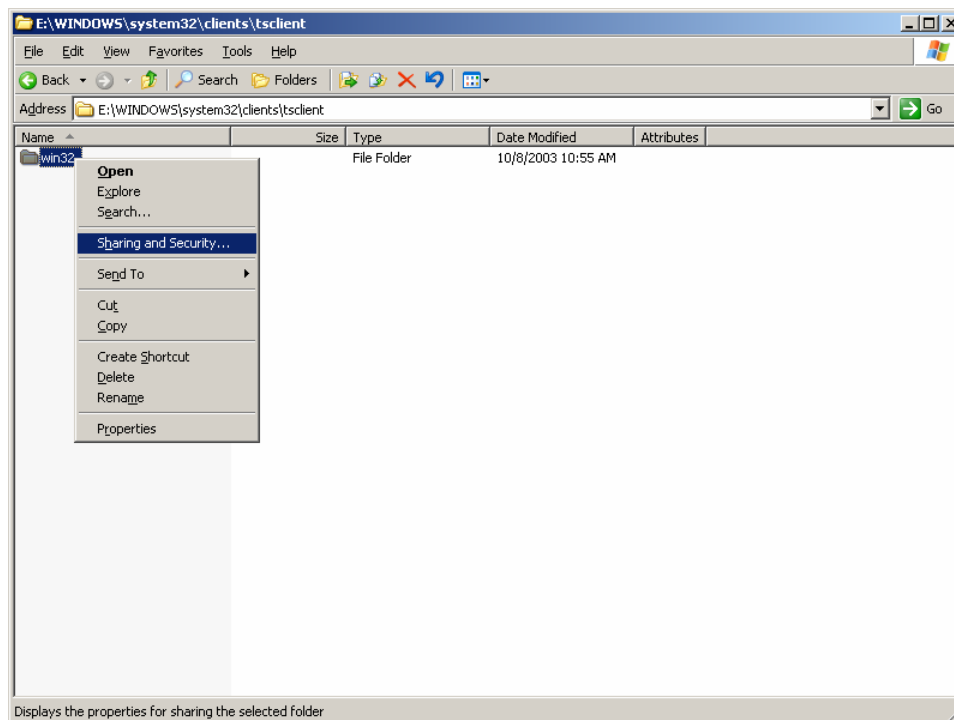 E:\WINDOWS\system32\clients\tsclient
File Edit View Favorites Tools Help
Back Search Folders
Address E:\WINDOWS\system32\clients\tsclient Go
Name Size Type Date Modified Attributes
win32 File Folder 10/8/2003 10:55 AM
Open
Explore
Search...
Sharing and Security...
Send To
Cut
Copy
Create Shortcut
Delete
Rename
Properties
Displays the properties for sharing the selected folder